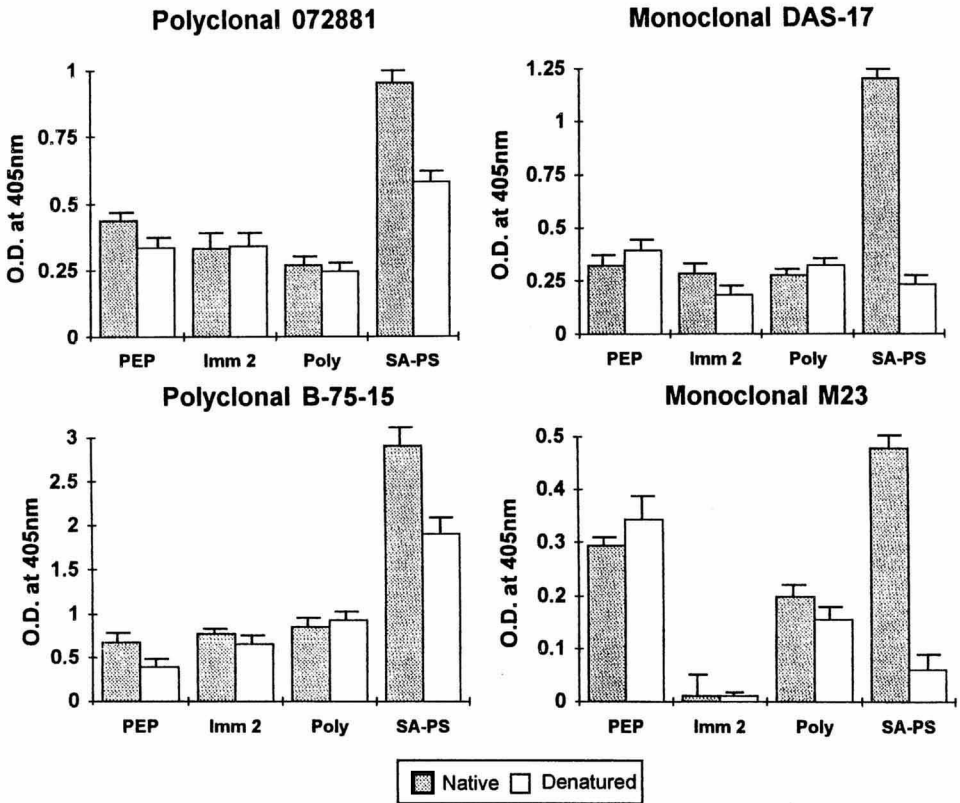 Polyclonal 072881
O.D. at 405nm
1
0.75
0.5
0.25
0
PEP Imm 2 Poly SA-PS
Monoclonal DAS-17
O.D. at 405nm
1.25
1
0.75
0.5
0.25
0
PEP Imm 2 Poly SA-PS
Polyclonal B-75-15
O.D. at 405nm
3
2.5
2
1.5
1
0.5
0
PEP Imm 2 Poly SA-PS
Monoclonal M23
O.D. at 405nm
0.5
0.4
0.3
0.2
0.1
0
PEP Imm 2 Poly SA-PS
Native Denatured